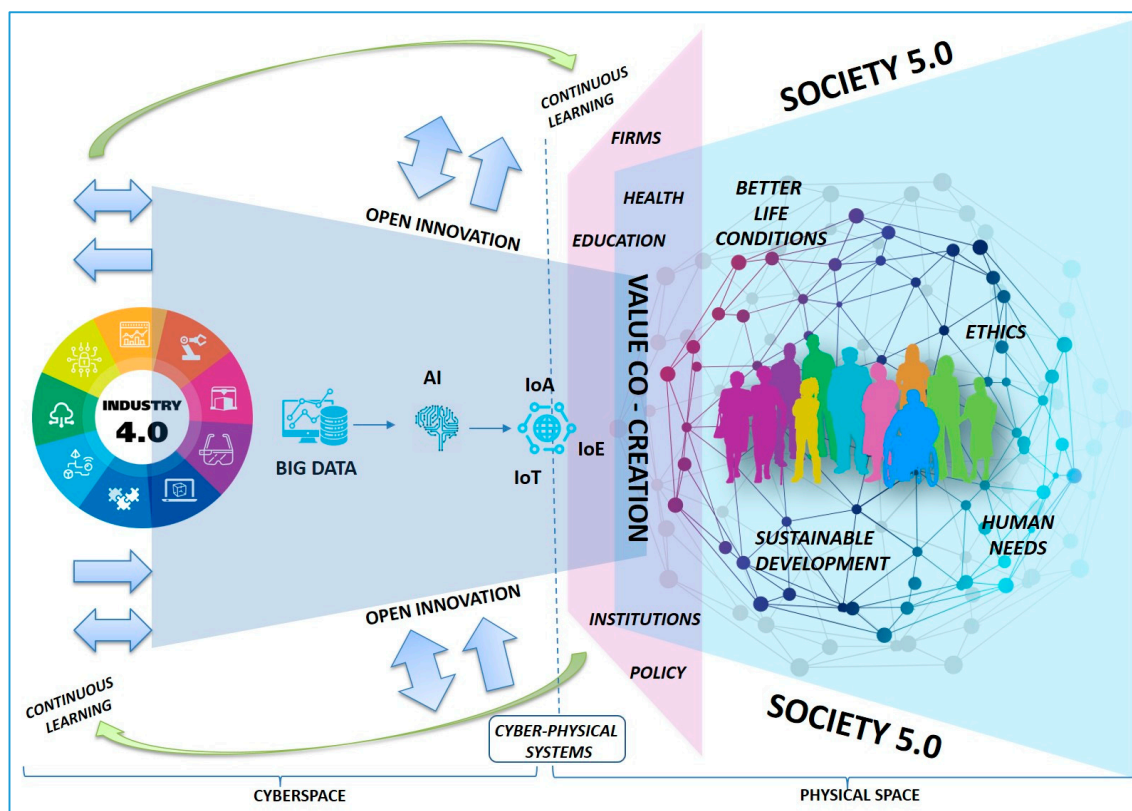 SOCIETY 5.0
CONTINUOUS
LEARNING
FIRMS
HEALTH
EDUCATION
BETTER
LIFE
CONDITIONS
OPEN INNOVATION
VALUE CO - CREATION
ETHICS
INDUSTRY
4.0
BIG DATA
AI
IoA
IoT
IoE
SUSTAINABLE
DEVELOPMENT
HUMAN
NEEDS
OPEN INNOVATION
INSTITUTIONS
POLICY
CONTINUOUS
LEARNING
SOCIETY 5.0
CYBER-PHYSICAL
SYSTEMS
CYBERSPACE
PHYSICAL SPACE